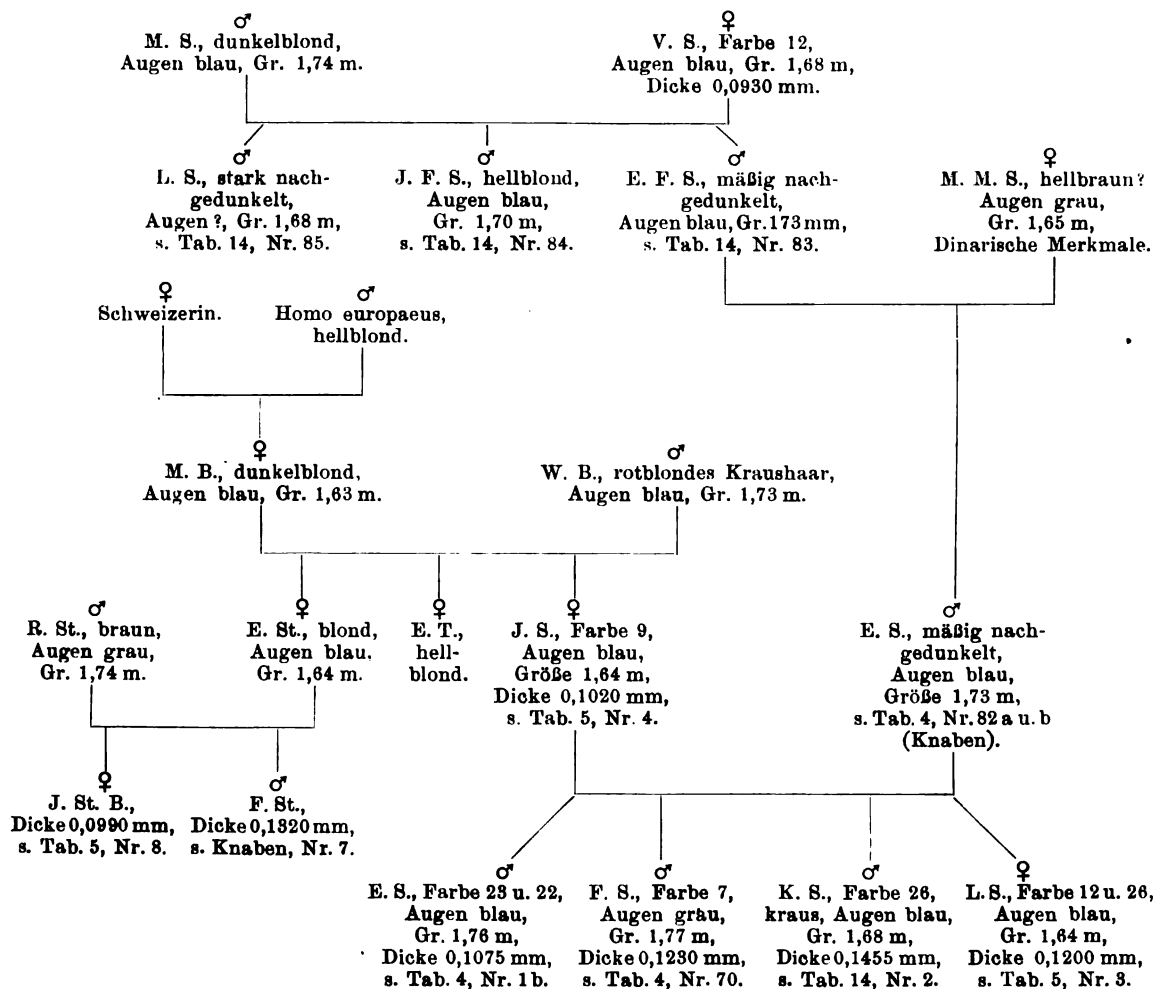 ♂
M. S., dunkelblond,
Augen blau, Gr. 1,74 m.
♀
V. S., Farbe 12,
Augen blau, Gr. 1,68 m,
Dicke 0,0930 mm.
♂
L. S., stark nach-
gedunkelt,
Augen ?, Gr. 1,68 m,
s. Tab. 14, Nr. 85.
♂
J. F. S., hellblond,
Augen blau,
Gr. 1,70 m,
s. Tab. 14, Nr. 84.
♂
E. F. S., mäßig nach-
gedunkelt,
Augen blau, Gr. 173 mm,
s. Tab. 14, Nr. 83.
♀
M. M. S., hellbraun?
Augen grau,
Gr. 1,65 m,
Dinarische Merkmale.
♀
Schweizerin.
♂
Homo europaeus,
hellblond.
♀
M. B., dunkelblond,
Augen blau, Gr. 1,63 m.
♂
W. B., rotblondes Kraushaar,
Augen blau, Gr. 1,73 m.
♂
R. St., braun,
Augen grau,
Gr. 1,74 m.
♀
E. St., blond,
Augen blau.
Gr. 1,64 m.
♀
E. T.,
hell-
blond.
♀
J. S., Farbe 9,
Augen blau,
Größe 1,64 m,
Dicke 0,1020 mm,
s. Tab. 5, Nr. 4.
♂
E. S., mäßig nach-
gedunkelt,
Augen blau,
Größe 1,73 m,
s. Tab. 4, Nr. 82 a u. b
(Knaben).
♀
J. St. B.,
Dicke 0,0990 mm,
s. Tab. 5, Nr. 8.
♂
F. St.,
Dicke 0,1320 mm,
s. Knaben, Nr. 7.
♂
E. S., Farbe 23 u. 22,
Augen blau,
Gr. 1,76 m,
Dicke 0,1075 mm,
s. Tab. 4, Nr. 1 b.
♂
F. S., Farbe 7,
Augen grau,
Gr. 1,77 m,
Dicke 0,1230 mm,
s. Tab. 4, Nr. 70.
♂
K. S., Farbe 26,
kraus, Augen blau,
Gr. 1,68 m,
Dicke 0,1455 mm,
s. Tab. 14, Nr. 2.
♀
L. S., Farbe 12 u. 26,
Augen blau,
Gr. 1,64 m,
Dicke 0,1200 mm,
s. Tab. 5, Nr. 3.